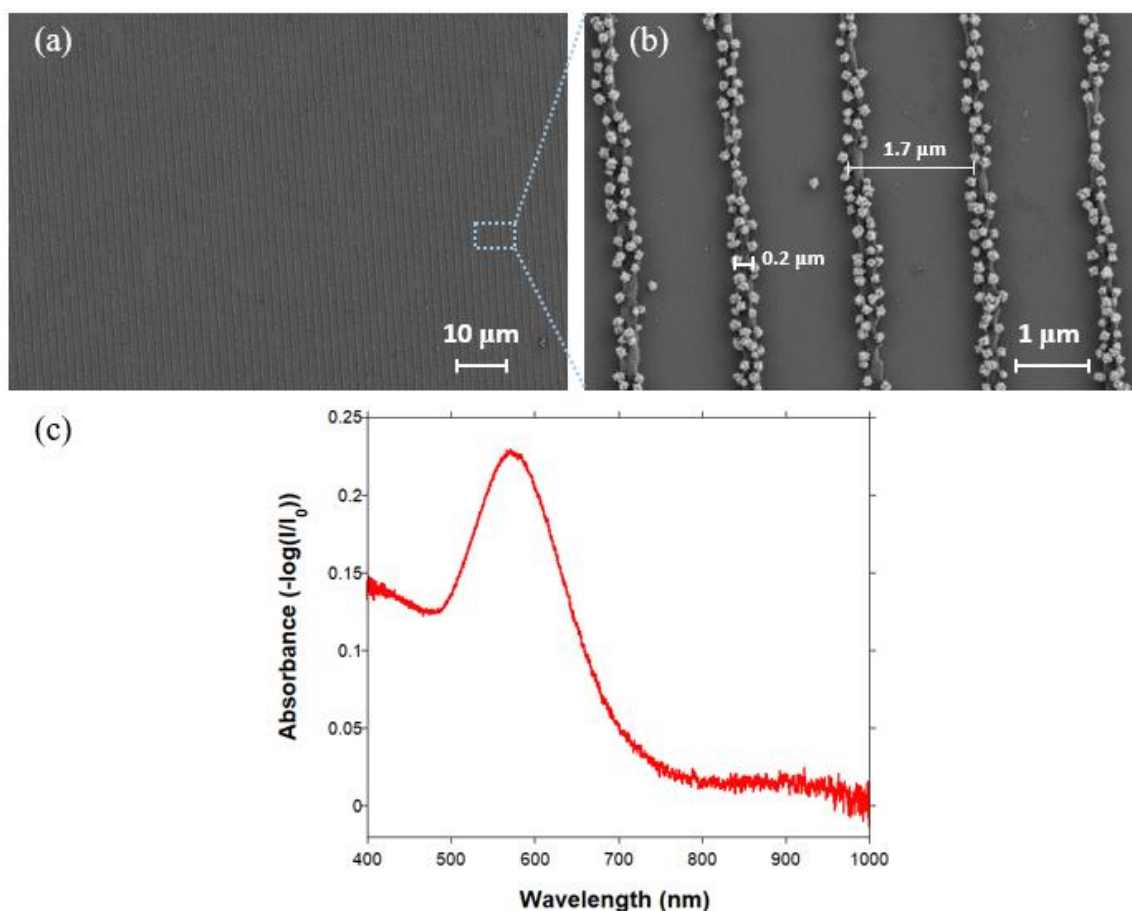 (a)
10 µm
(b)
1.7 µm
0.2 µm
1 µm
(c)
Absorbance (-log(I/I₀))
0.25
0.2
0.15
0.1
0.05
0
400
500
600
700
800
900
1000
Wavelength (nm)